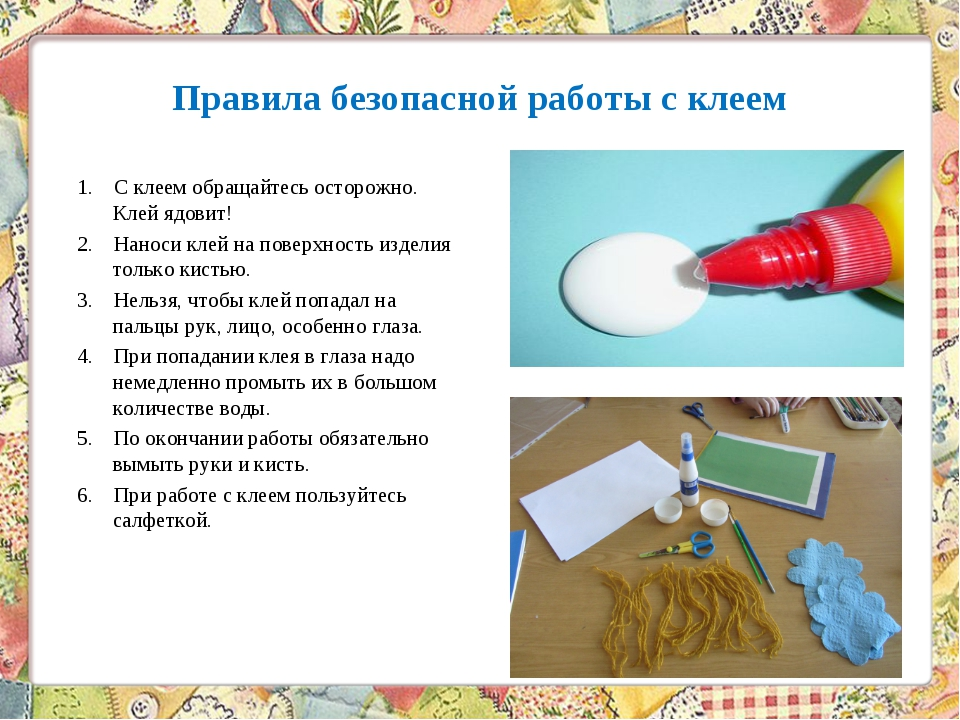 Правила безопасной работы с клеем
1. С клеем обращайтесь осторожно.
Клей ядовит!
2. Наноси клей на поверхность изделия
только кистью.
3. Нельзя, чтобы клей попадал на
пальцы рук, лицо, особенно глаза.
4. При попадании клея в глаза надо
немедленно промыть их в большом
количестве воды.
5. По окончании работы обязательно
вымыть руки и кисть.
6. При работе с клеем пользуйтесь
салфеткой.